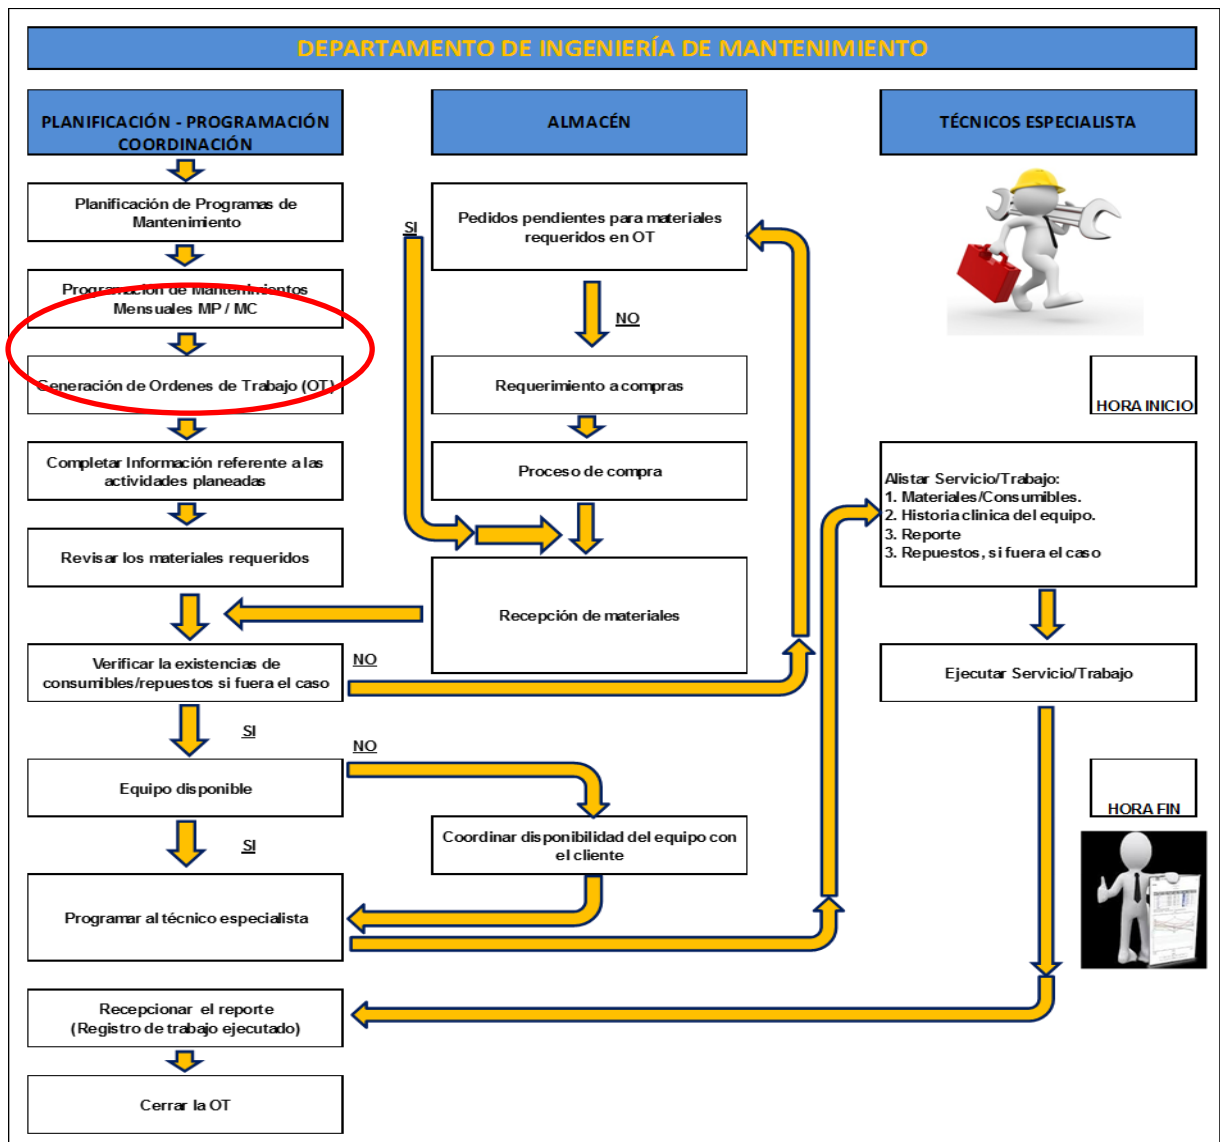 DEPARTAMENTO DE INGENIERÍA DE MANTENIMIENTO
PLANIFICACIÓN - PROGRAMACIÓN
COORDINACIÓN
Planificación de Programas de
Mantenimiento
Programación de Mantenimientos
Mensuales MP / MC
Generación de Ordenes de Trabajo (OT)
Completar Información referente a las
actividades planeadas
Revisar los materiales requeridos
Verificar la existencias de
consumibles/repuestos si fuera el caso
NO
SI
Equipo disponible
NO
SI
Programar al técnico especialista
Recepcionar el reporte
(Registro de trabajo ejecutado)
Cerrar la OT
ALMACÉN
SI
Pedidos pendientes para materiales
requeridos en OT
NO
Requerimiento a compras
Proceso de compra
Recepción de materiales
Coordinar disponibilidad del equipo con
el cliente
TÉCNICOS ESPECIALISTA
HORA INICIO
Alistar Servicio/Trabajo:
1. Materiales/Consumibles.
2. Historia clinica del equipo.
3. Reporte
3. Repuestos, si fuera el caso
Ejecutar Servicio/Trabajo
HORA FIN